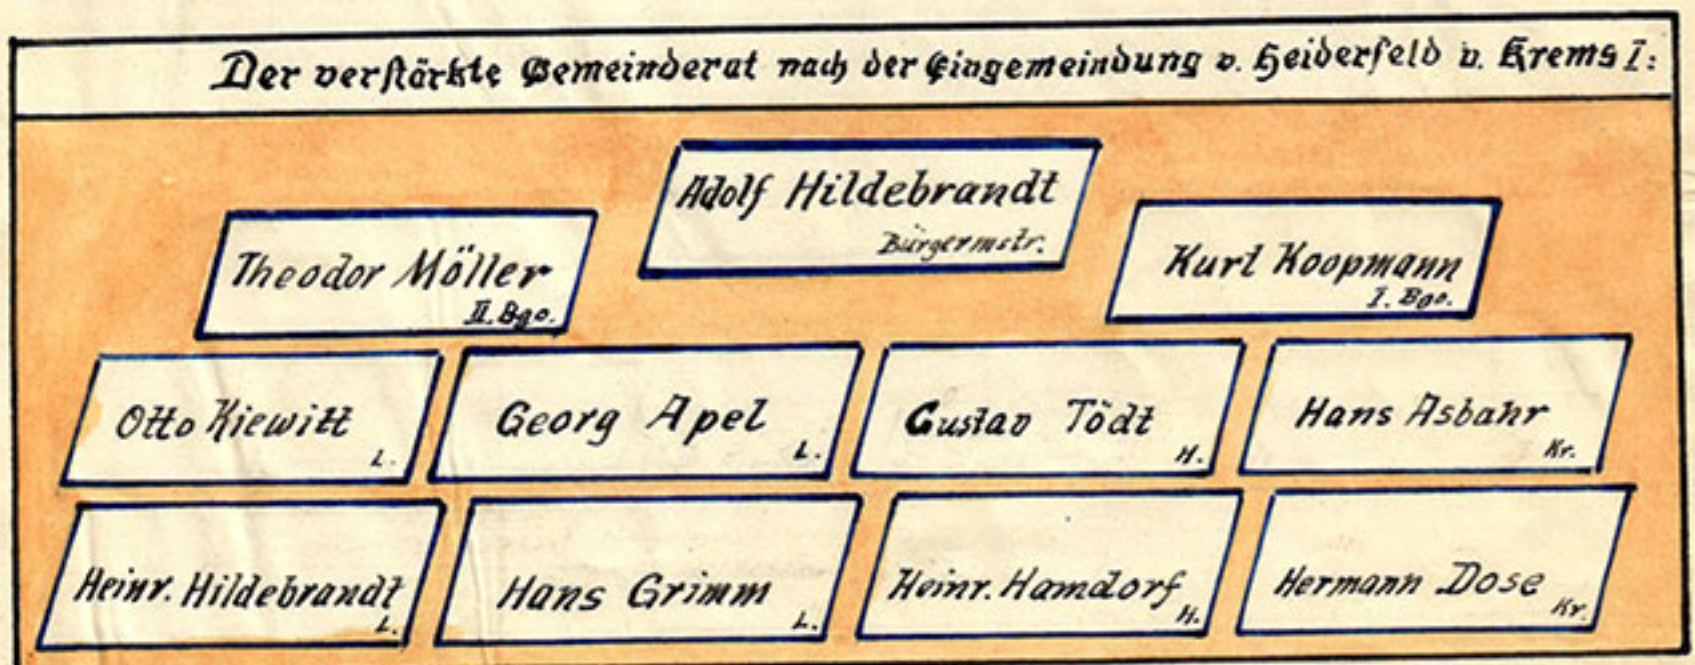 Der verstärkte Gemeinderat nach der Eingemeindung v. Heiderfeld u. Krems I:
Adolf Hildebrandt
Bürgermstr.
Theodor Möller
II. Bgo.
Kurt Koopmann
I. Bgo.
Otto Kiewitt
L.
Georg Apel
L.
Gustav Tödt
H.
Hans Asbahr
Kr.
Heinr. Hildebrandt
L.
Hans Grimm
L.
Heinr. Hamdorf
H.
Hermann Dose
Kr.